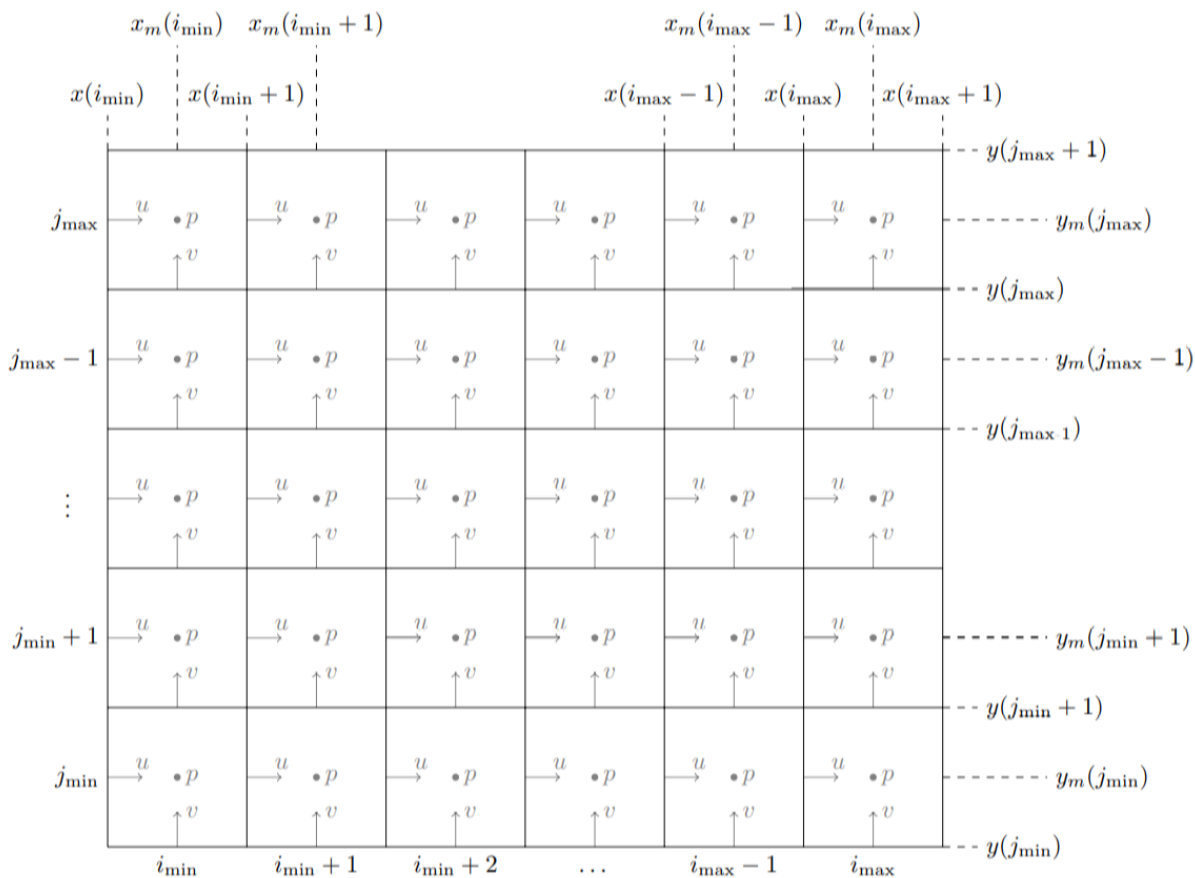 x_m(i_min) x_m(i_min + 1) x_m(i_max − 1) x_m(i_max)
x(i_min) x(i_min + 1) x(i_max − 1) x(i_max) x(i_max + 1)
y(j_max + 1)
u u u u u u
j_max p p p p p p y_m(j_max)
v v v v v v
y(j_max)
u u u u u u
j_max − 1 p p p p p p y_m(j_max − 1)
v v v v v v
y(j_max 1)
u u u u u u
⋮ p p p p p p
v v v v v v
u u u u u u
j_min + 1 p p p p p p y_m(j_min + 1)
v v v v v v
y(j_min + 1)
u u u u u u
j_min p p p p p p y_m(j_min)
v v v v v v
y(j_min)
i_min i_min + 1 i_min + 2 ... i_max − 1 i_max